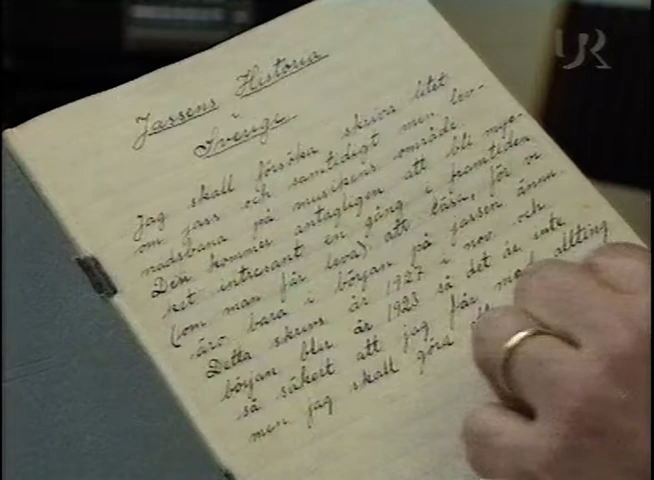 UR
Jassens Historia
i
Sverige.
Jag skall försöka skriva litet
om jass och samtidigt min lev-
nadsbana på musikens område.
Den kommer antagligen att bli myc-
ket intresant en gång i framtiden
(om man får leva) att läsa, för vi
äro bara i början på jassen ännu.
Detta skrivs år 1927 i nov. och
början blir år 1923 så det är inte
så säkert att jag får med allting
men jag skall göra